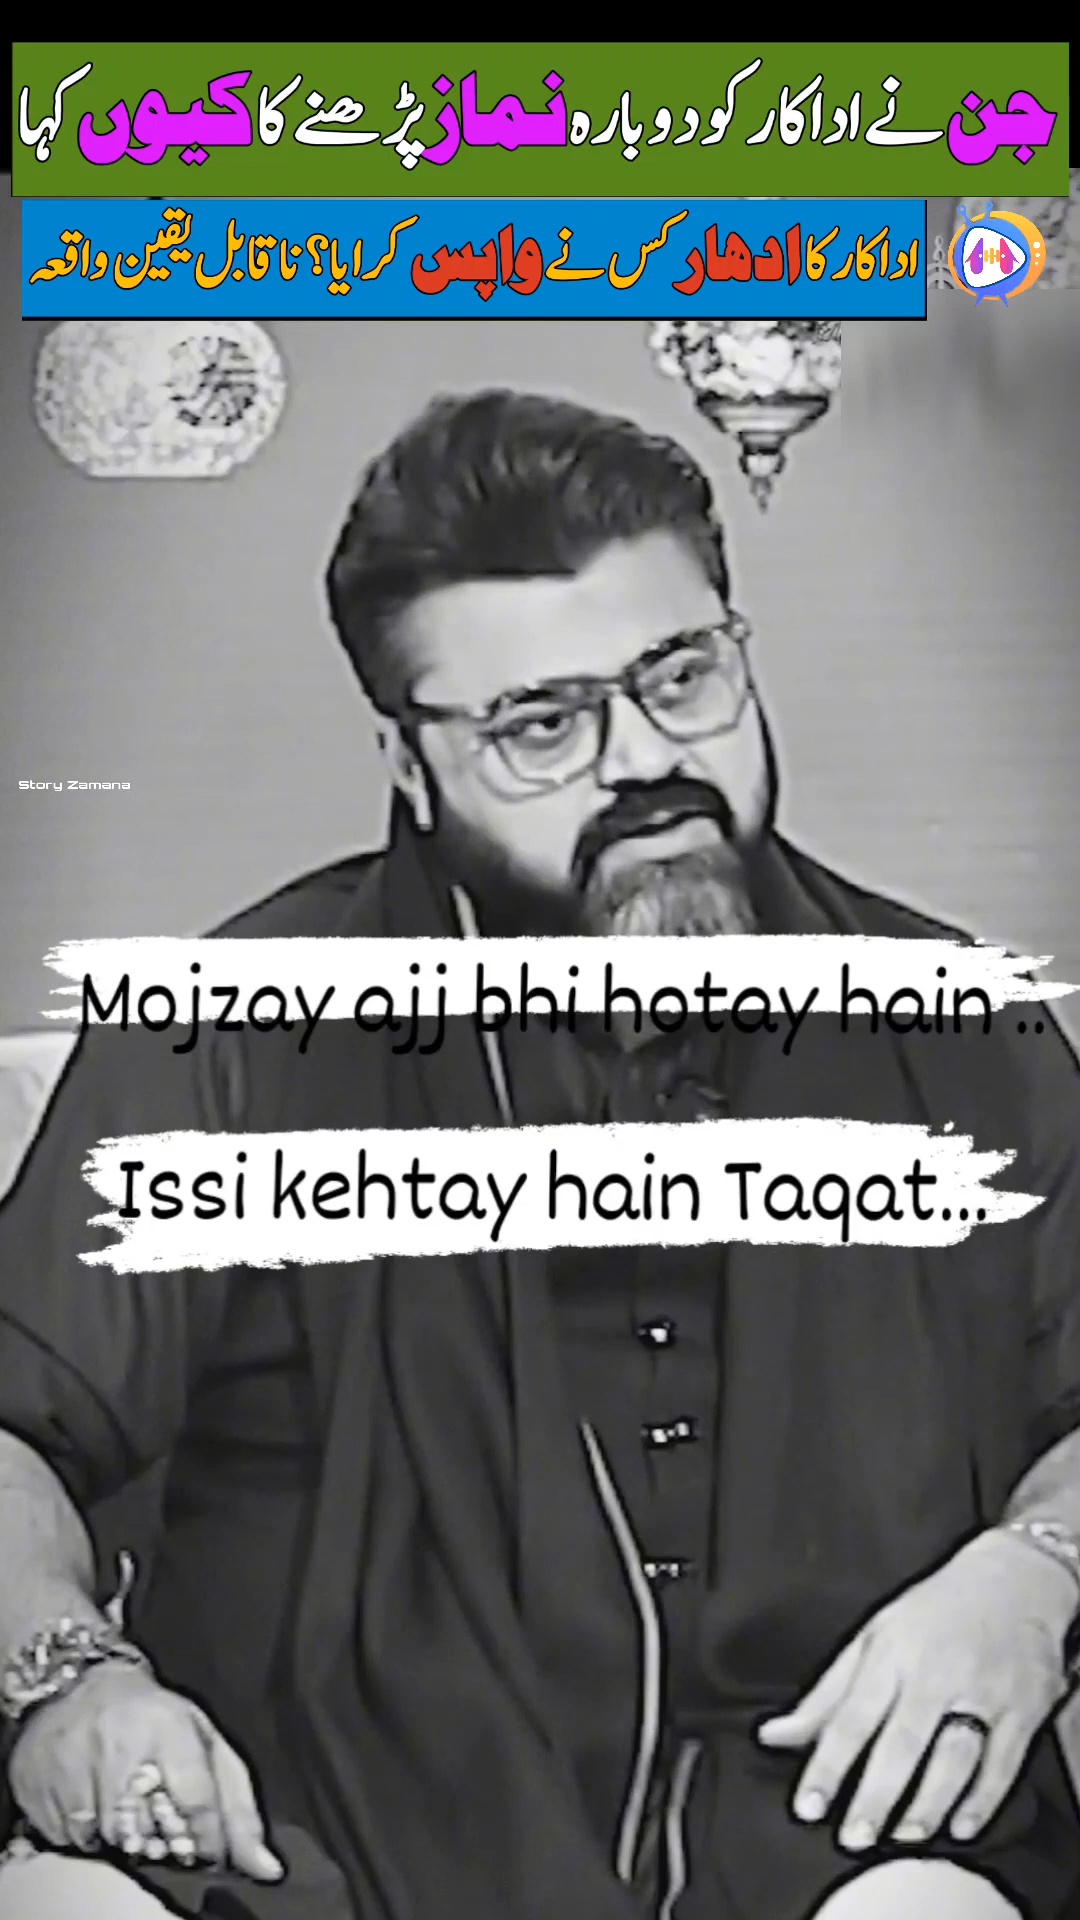 جن نے اداکار کو دوبارہ نماز پڑھنے کا کیوں کہا
اداکار کا ادھار کس نے واپس کرایا؟ ناقابل یقین واقعہ
Story Zamana
Mojzay ajj bhi hotay hain ..
Issi kehtay hain Taqat...